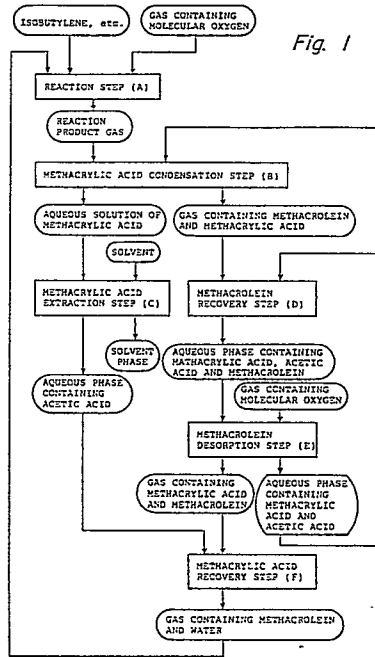 Fig. 1
ISOBUTYLENE, etc.
GAS CONTAINING
MOLECULAR OXYGEN
REACTION STEP (A)
REACTION
PRODUCT GAS
METHACRYLIC ACID CONDENSATION STEP (B)
AQUEOUS SOLUTION OF
METHACRYLIC ACID
GAS CONTAINING METHACROLEIN
AND METHACRYLIC ACID
SOLVENT
METHACRYLIC ACID
EXTRACTION STEP (C)
METHACROLEIN
RECOVERY STEP (D)
SOLVENT
PHASE
AQUEOUS PHASE CONTAINING
MATHACRYLIC ACID, ACETIC
ACID AND METHACROLEIN
AQUEOUS PHASE
CONTAINING
ACETIC ACID
GAS CONTAINING
MOLECULAR OXYGEN
METHACROLEIN
DESORPTION STEP (E)
GAS CONTAINING
METHACRYLIC ACID
AND METHACROLEIN
AQUEOUS PHASE
CONTAINING
METHACRYLIC
ACID AND
ACETIC ACID
METHACRYLIC ACID
RECOVERY STEP (F)
GAS CONTAINING METHACROLEIN
AND WATER